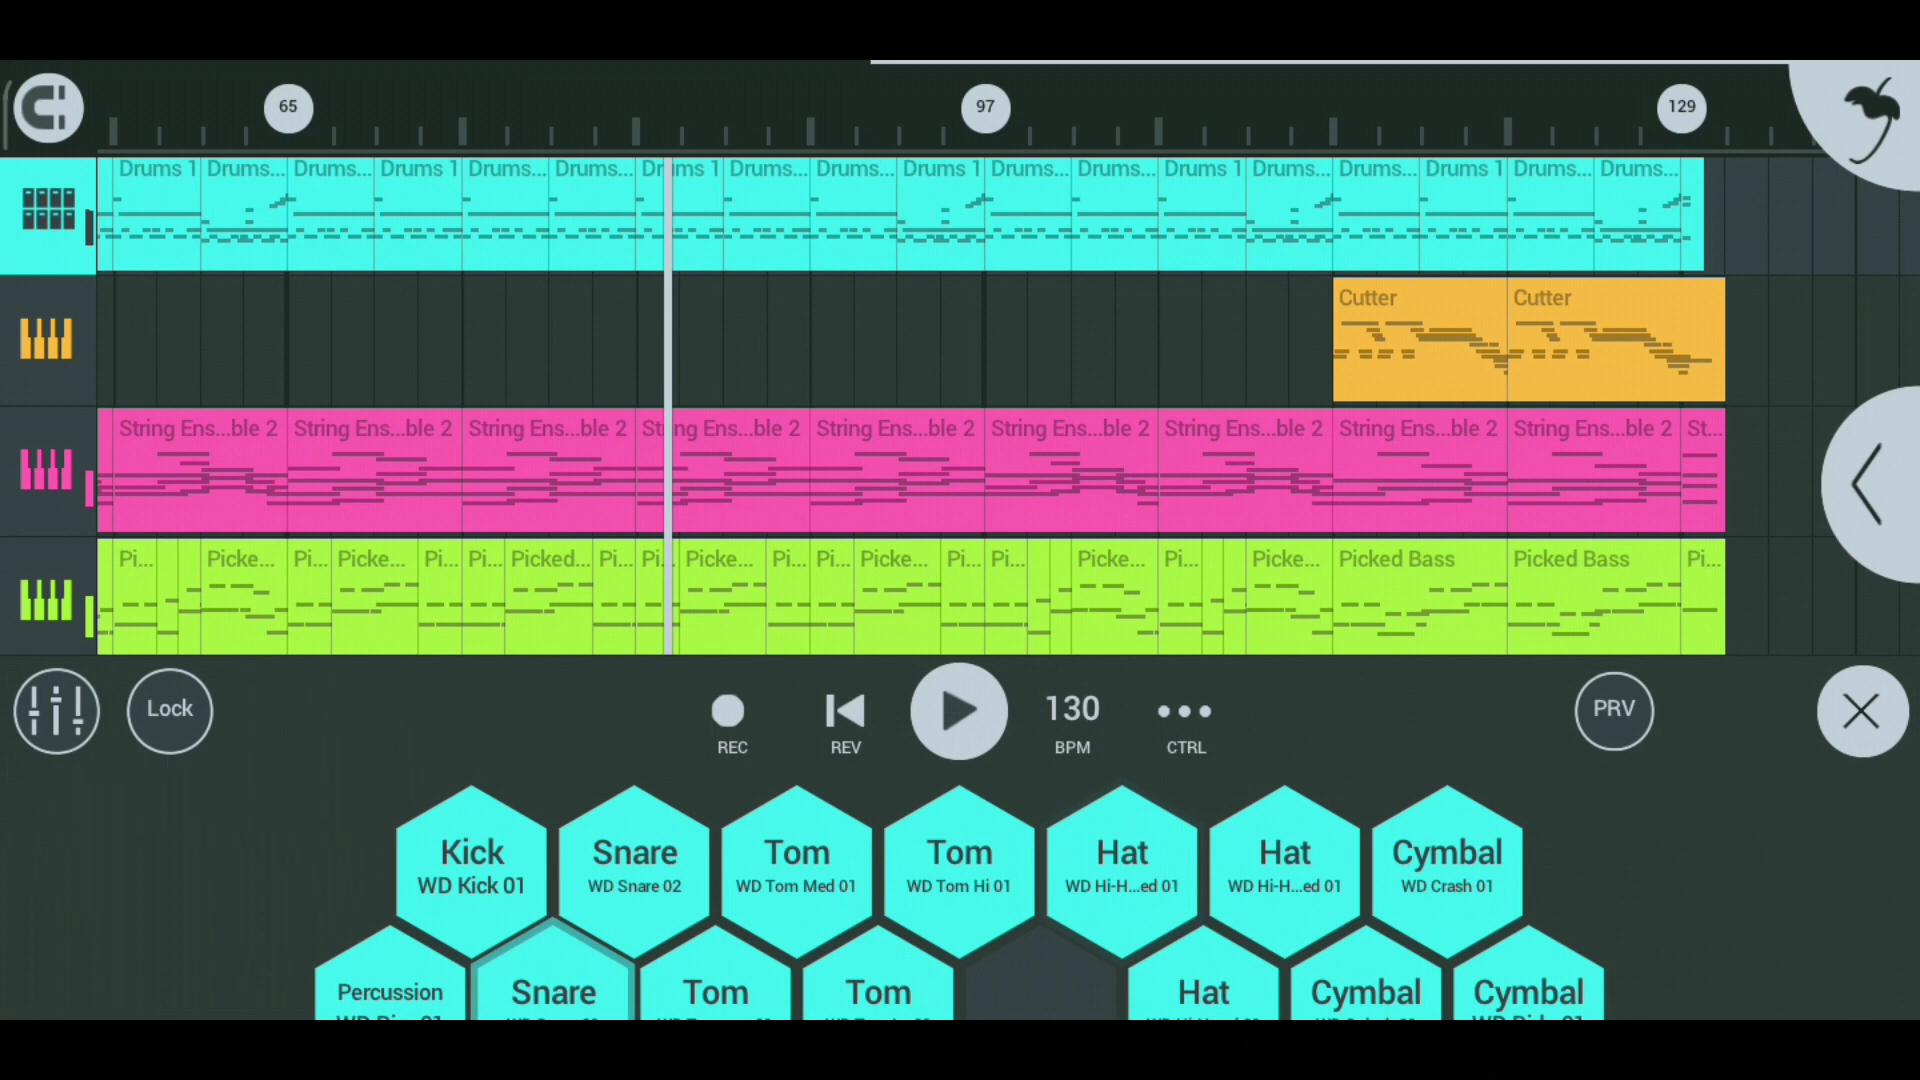 65 97 129
Drums 1 Drums... Drums... Drums 1 Drums... Drums... Drums 1 Drums... Drums... Drums 1 Drums... Drums... Drums 1 Drums... Drums... Drums 1 Drums... Drums...
Cutter Cutter
String Ens...ble 2 String Ens...ble 2 String Ens...ble 2 String Ens...ble 2 String Ens...ble 2 String Ens...ble 2 String Ens...ble 2 String Ens...ble 2 String Ens...ble 2 St...
Pi... Picke... Pi... Picke... Pi... Pi... Picked... Pi... Pi... Picke... Pi... Pi... Picke... Pi... Pi... Picke... Pi... Picke... Picked Bass Picked Bass Pi...
Lock 130 PRV
REC REV BPM CTRL
Kick Snare Tom Tom Hat Hat Cymbal
WD Kick 01 WD Snare 02 WD Tom Med 01 WD Tom Hi 01 WD Hi-H...ed 01 WD Hi-H...ed 01 WD Crash 01
Percussion Snare Tom Tom Hat Cymbal Cymbal